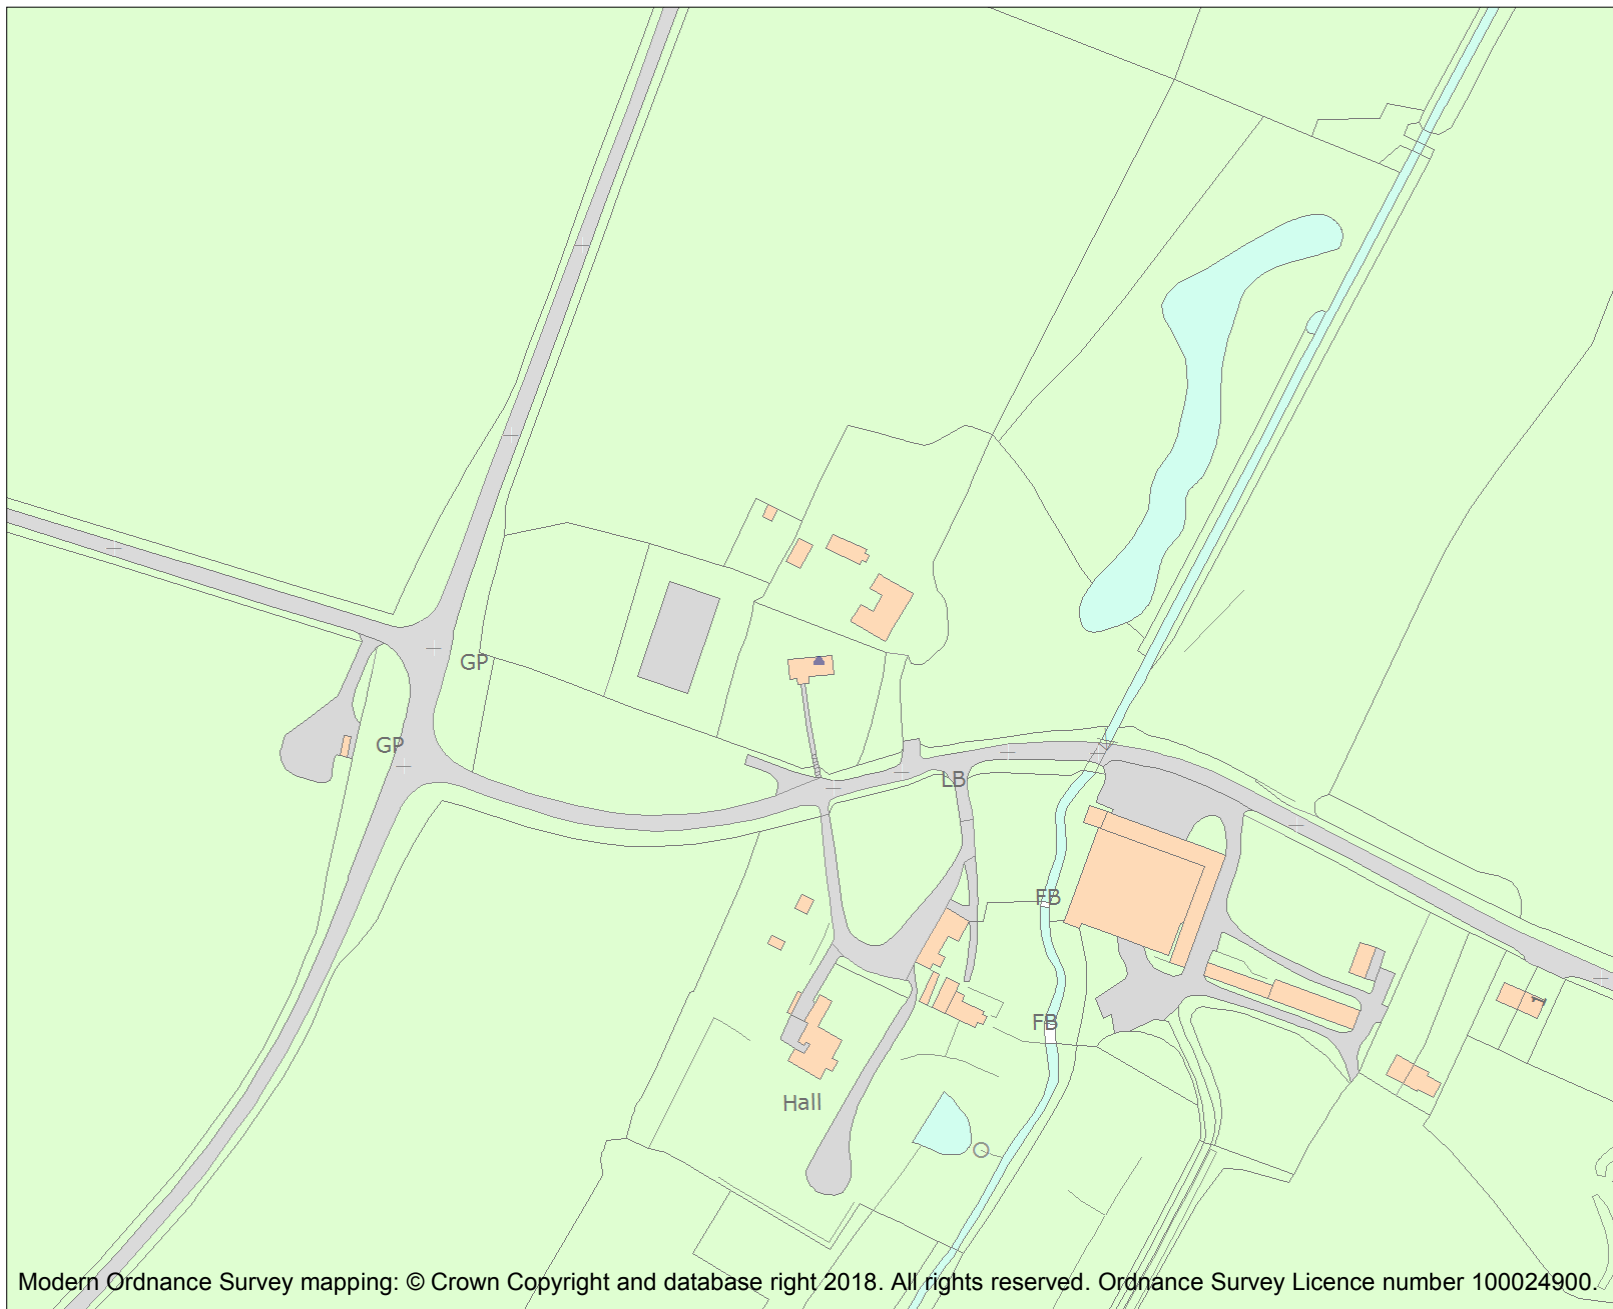 GP
GP
LB
FB
1
FB
Hall
Modern Ordnance Survey mapping: © Crown Copyright and database right 2018. All rights reserved. Ordnance Survey Licence number 100024900.